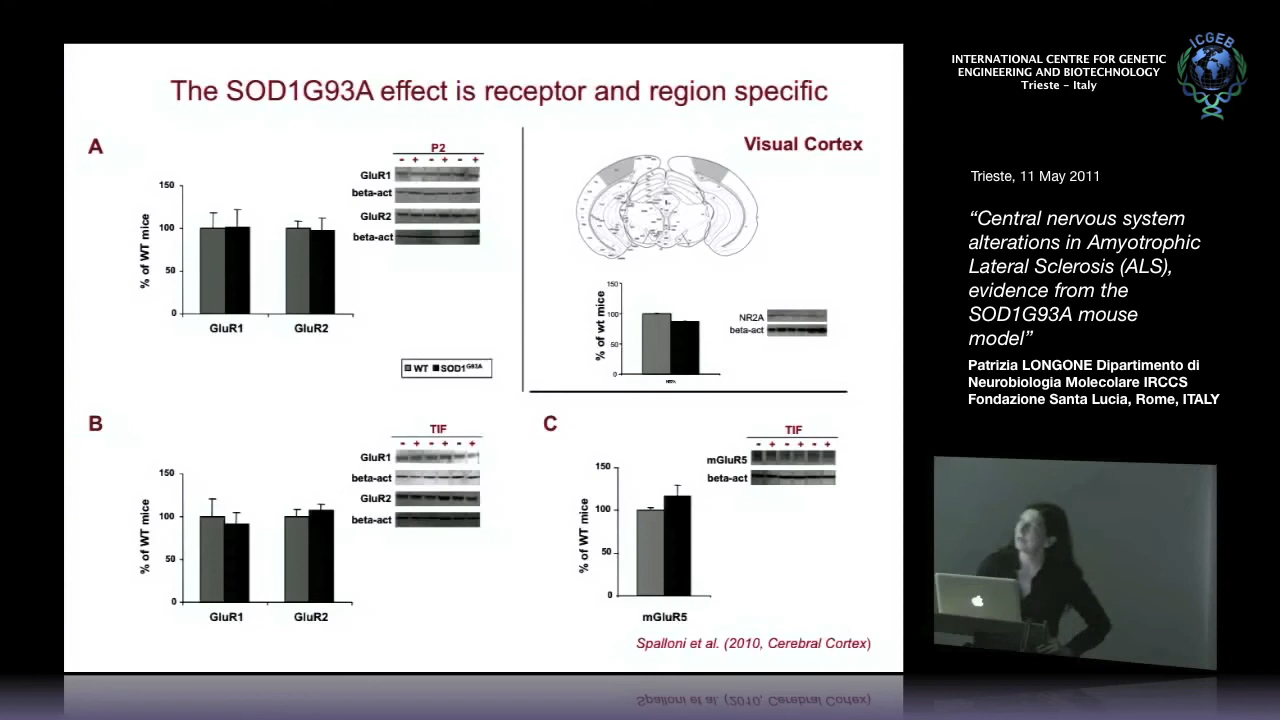 The SOD1G93A effect is receptor and region specific
A
P2
- + - + - +
GluR1
beta-act
GluR2
beta-act
% of WT mice
150
100
50
0
GluR1 GluR2
WT SOD1G93A
Visual Cortex
% of wt mice
150
100
50
0
NR2A
NR2A
beta-act
B
TIF
- + - + - +
GluR1
beta-act
GluR2
beta-act
% of WT mice
150
100
50
0
GluR1 GluR2
C
TIF
- + - + - +
mGluR5
beta-act
% of WT mice
150
100
50
0
mGluR5
Spalloni et al. (2010, Cerebral Cortex)
INTERNATIONAL CENTRE FOR GENETIC
ENGINEERING AND BIOTECHNOLOGY
Trieste - Italy
ICGEB
Trieste, 11 May 2011
“Central nervous system
alterations in Amyotrophic
Lateral Sclerosis (ALS),
evidence from the
SOD1G93A mouse
model”
Patrizia LONGONE Dipartimento di
Neurobiologia Molecolare IRCCS
Fondazione Santa Lucia, Rome, ITALY